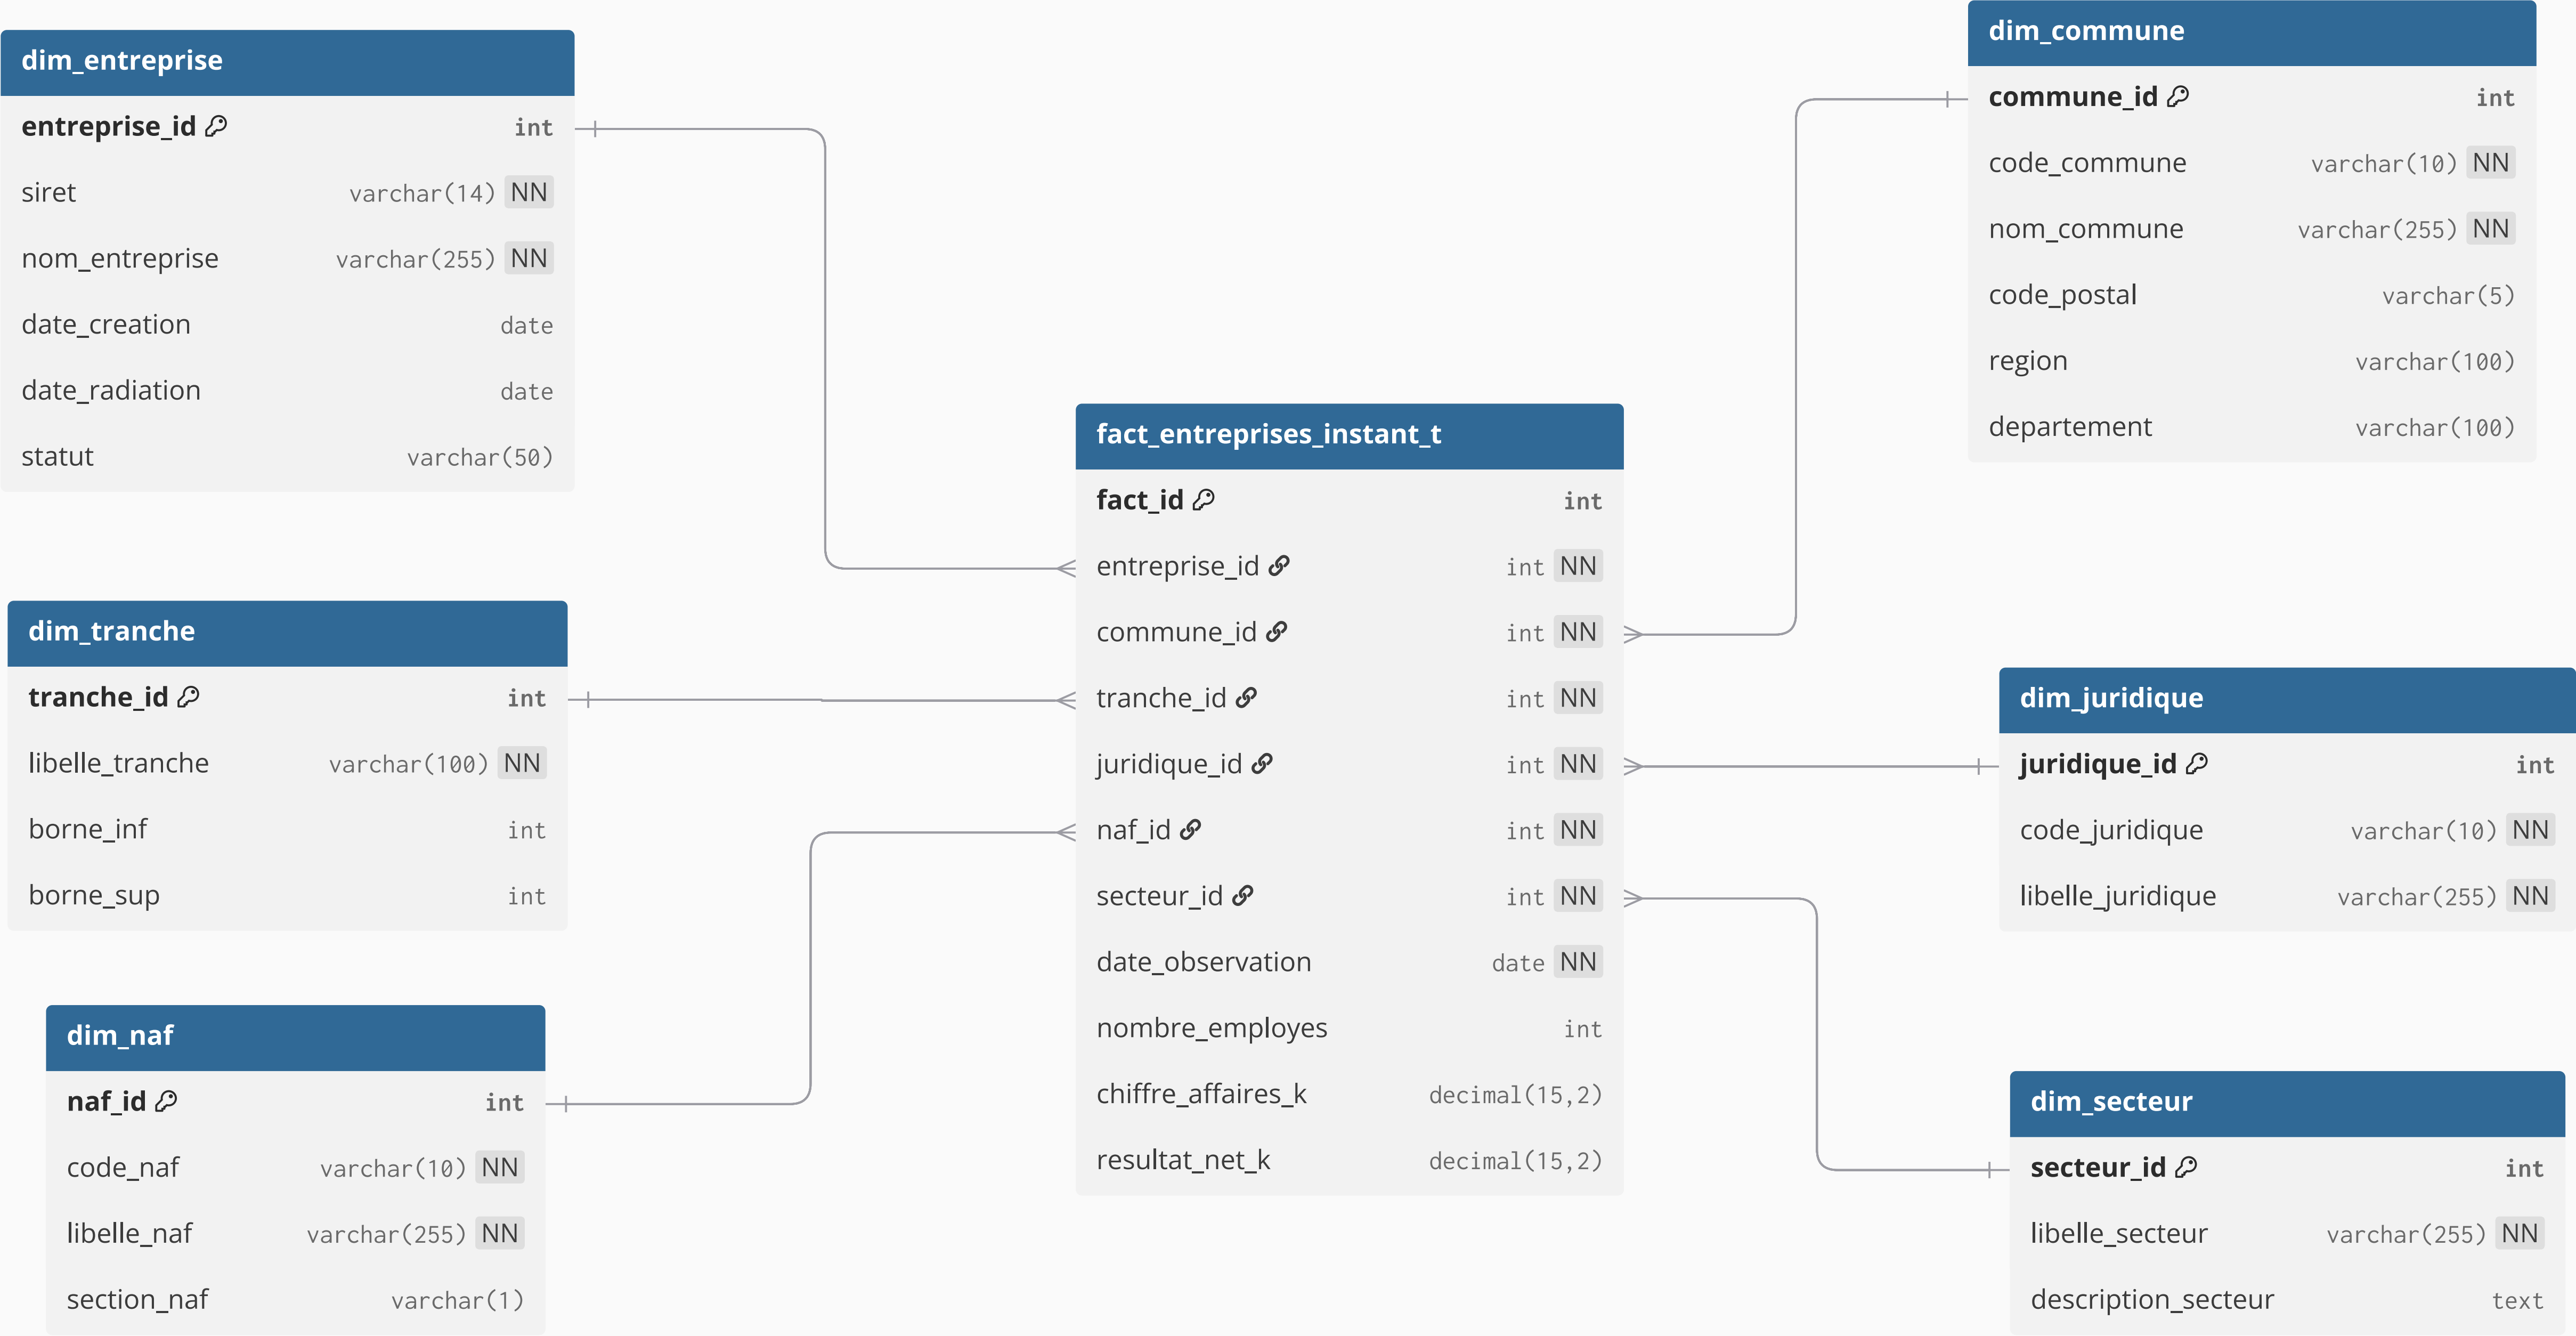 dim_entreprise
entreprise_id int
siret varchar(14) NN
nom_entreprise varchar(255) NN
date_creation date
date_radiation date
statut varchar(50)
dim_commune
commune_id int
code_commune varchar(10) NN
nom_commune varchar(255) NN
code_postal varchar(5)
region varchar(100)
departement varchar(100)
fact_entreprises_instant_t
fact_id int
entreprise_id int NN
commune_id int NN
tranche_id int NN
juridique_id int NN
naf_id int NN
secteur_id int NN
date_observation date NN
nombre_employes int
chiffre_affaires_k decimal(15,2)
resultat_net_k decimal(15,2)
dim_tranche
tranche_id int
libelle_tranche varchar(100) NN
borne_inf int
borne_sup int
dim_juridique
juridique_id int
code_juridique varchar(10) NN
libelle_juridique varchar(255) NN
dim_naf
naf_id int
code_naf varchar(10) NN
libelle_naf varchar(255) NN
section_naf varchar(1)
dim_secteur
secteur_id int
libelle_secteur varchar(255) NN
description_secteur text